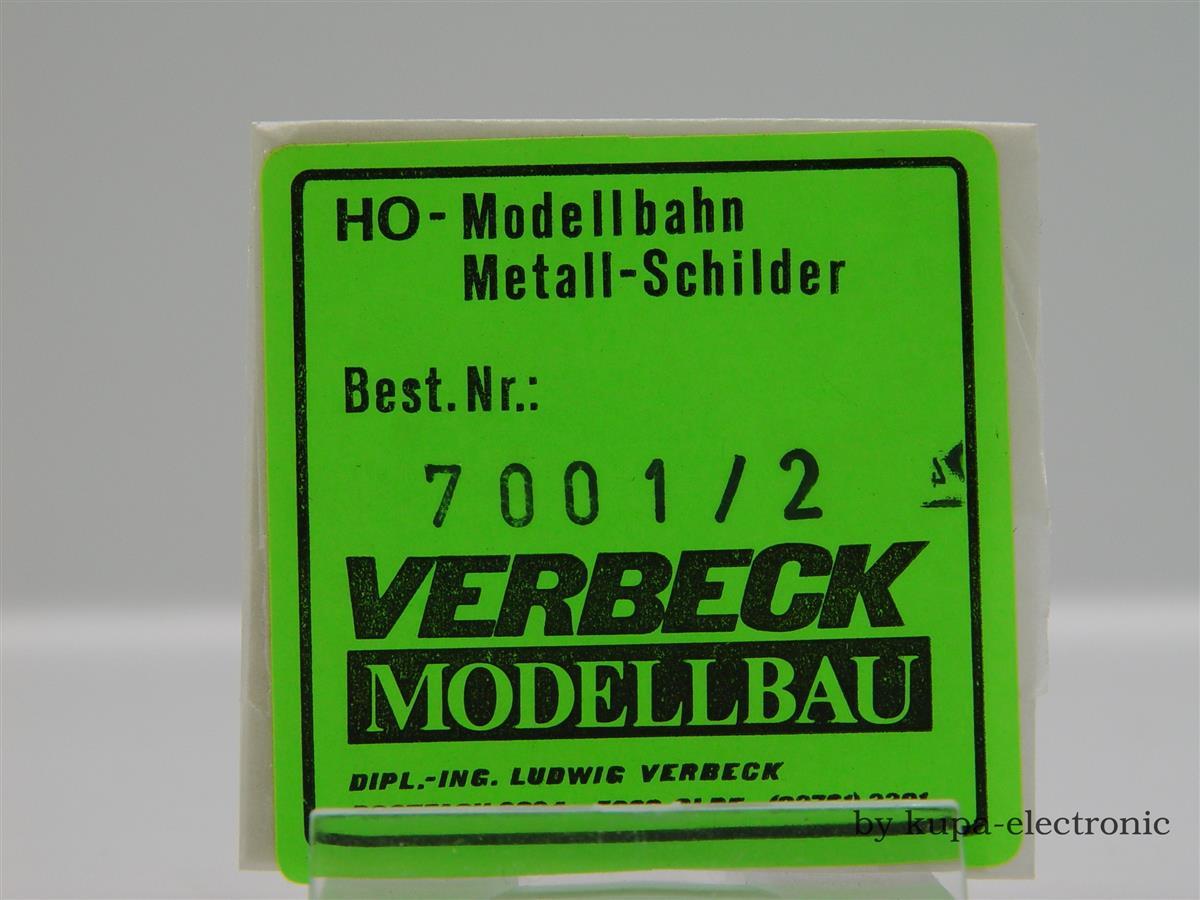 HO-Modellbahn
Metall-Schilder
Best.Nr.:
7001/2
VERBECK
MODELLBAU
DIPL.-ING. LUDWIG VERBECK
by kupa-electronic